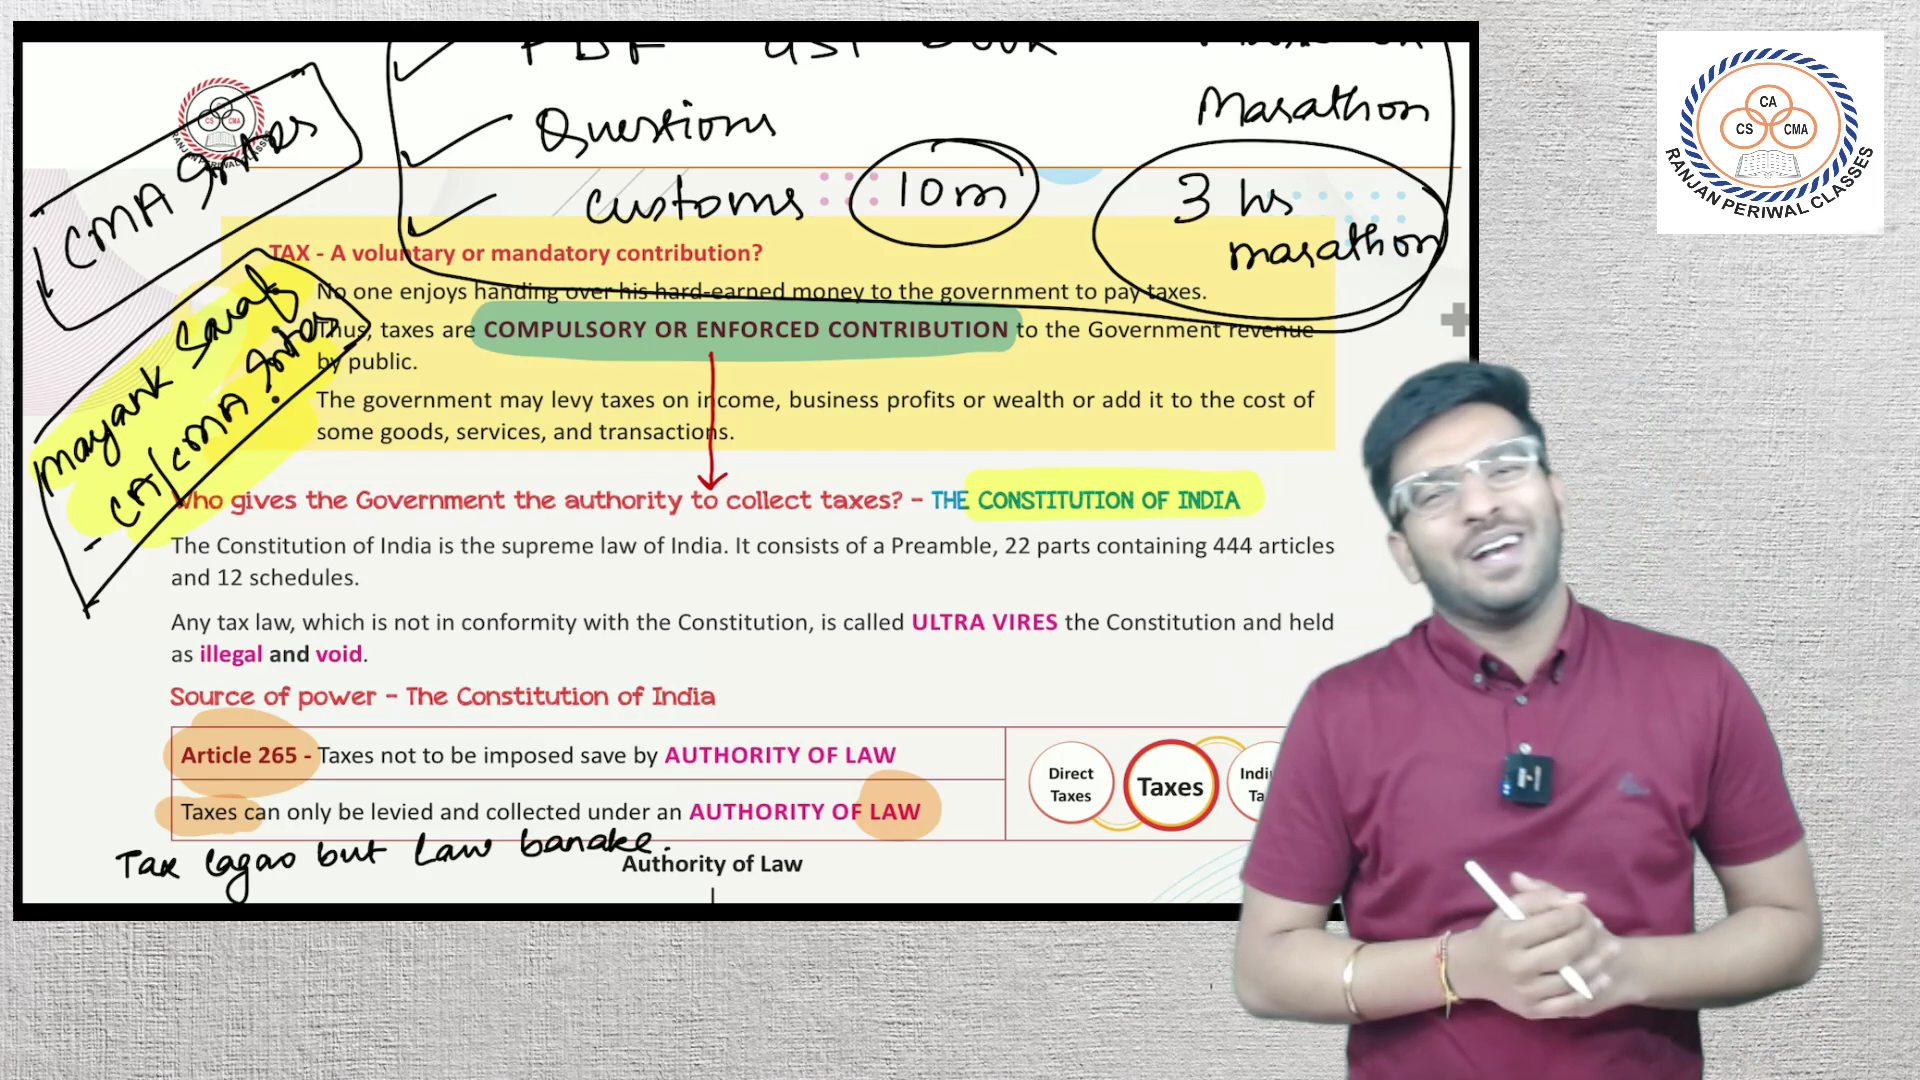 Questions
Marathon
customs
10m
3 hs
marathon
CMA Inter
CA
CS CMA
RANJAN PERIWAL CLASSES
TAX - A voluntary or mandatory contribution?
No one enjoys handing over his hard-earned money to the government to pay taxes.
Thus, taxes are COMPULSORY OR ENFORCED CONTRIBUTION to the Government revenue
by public.
The government may levy taxes on income, business profits or wealth or add it to the cost of
some goods, services, and transactions.
mayank Saraf
- CA/CMA Inter
Who gives the Government the authority to collect taxes? - THE CONSTITUTION OF INDIA
The Constitution of India is the supreme law of India. It consists of a Preamble, 22 parts containing 444 articles
and 12 schedules.
Any tax law, which is not in conformity with the Constitution, is called ULTRA VIRES the Constitution and held
as illegal and void.
Source of power - The Constitution of India
Article 265 - Taxes not to be imposed save by AUTHORITY OF LAW
Taxes can only be levied and collected under an AUTHORITY OF LAW
Direct
Taxes
Taxes
Tax lagao but Law banake.
Authority of Law